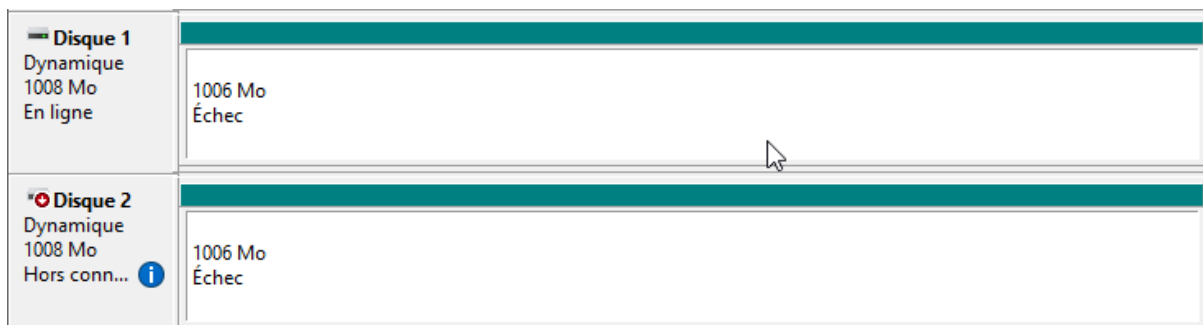 Disque 1
Dynamique
1008 Mo
En ligne
1006 Mo
Échec
Disque 2
Dynamique
1008 Mo
Hors conn...
1006 Mo
Échec